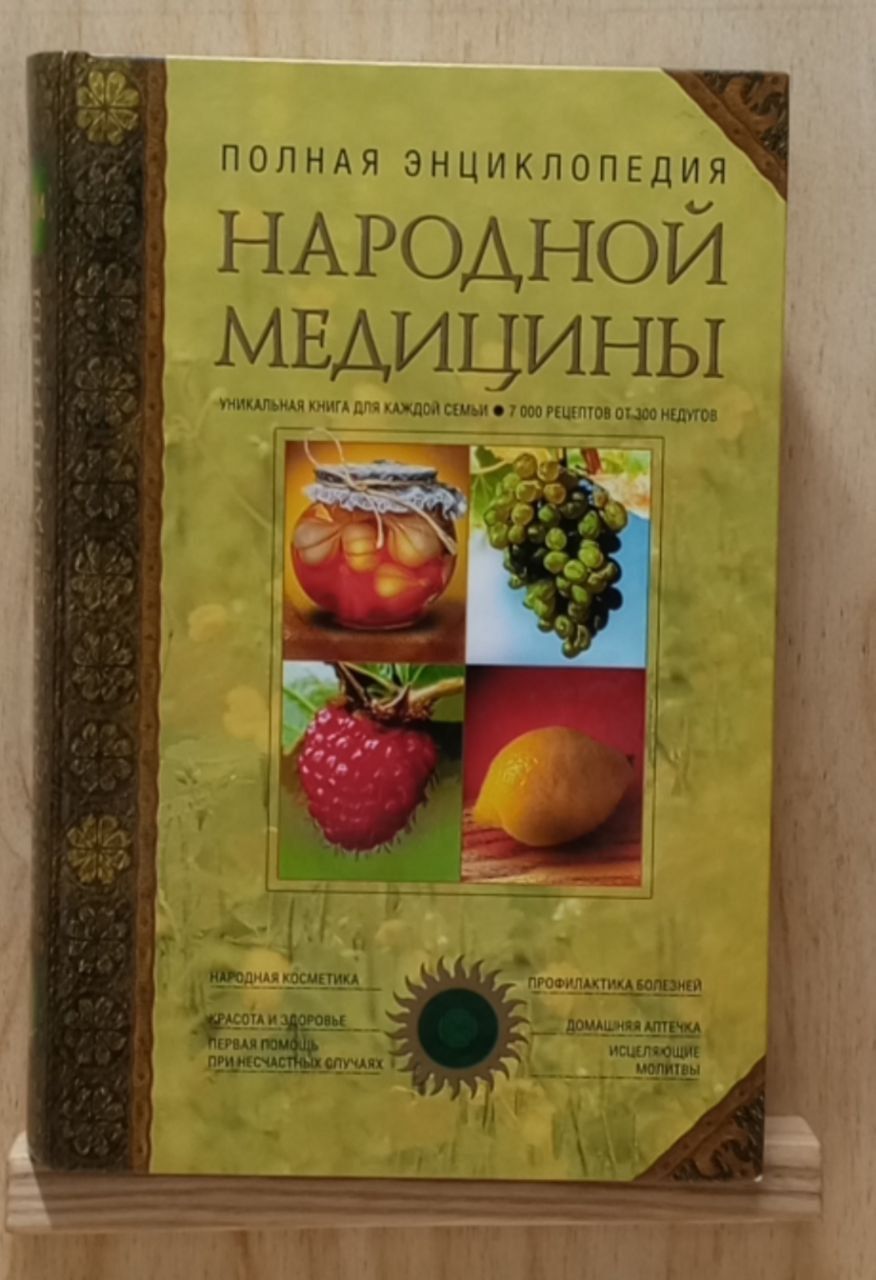 ПОЛНАЯ ЭНЦИКЛОПЕДИЯ
НАРОДНОЙ
МЕДИЦИНЫ
УНИКАЛЬНАЯ КНИГА ДЛЯ КАЖДОЙ СЕМЬИ ● 7 000 РЕЦЕПТОВ ОТ 300 НЕДУГОВ
НАРОДНАЯ КОСМЕТИКА
КРАСОТА И ЗДОРОВЬЕ
ПЕРВАЯ ПОМОЩЬ
ПРИ НЕСЧАСТНЫХ СЛУЧАЯХ
ПРОФИЛАКТИКА БОЛЕЗНЕЙ
ДОМАШНЯЯ АПТЕЧКА
ИСЦЕЛЯЮЩИЕ
МОЛИТВЫ